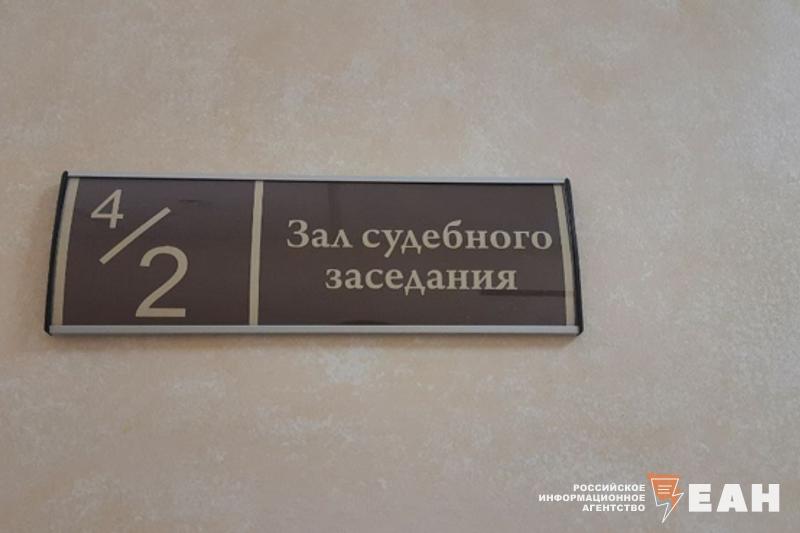 4/2
Зал судебного
заседания
РОССИЙСКОЕ
ИНФОРМАЦИОННОЕ
АГЕНТСТВО
ЕАН